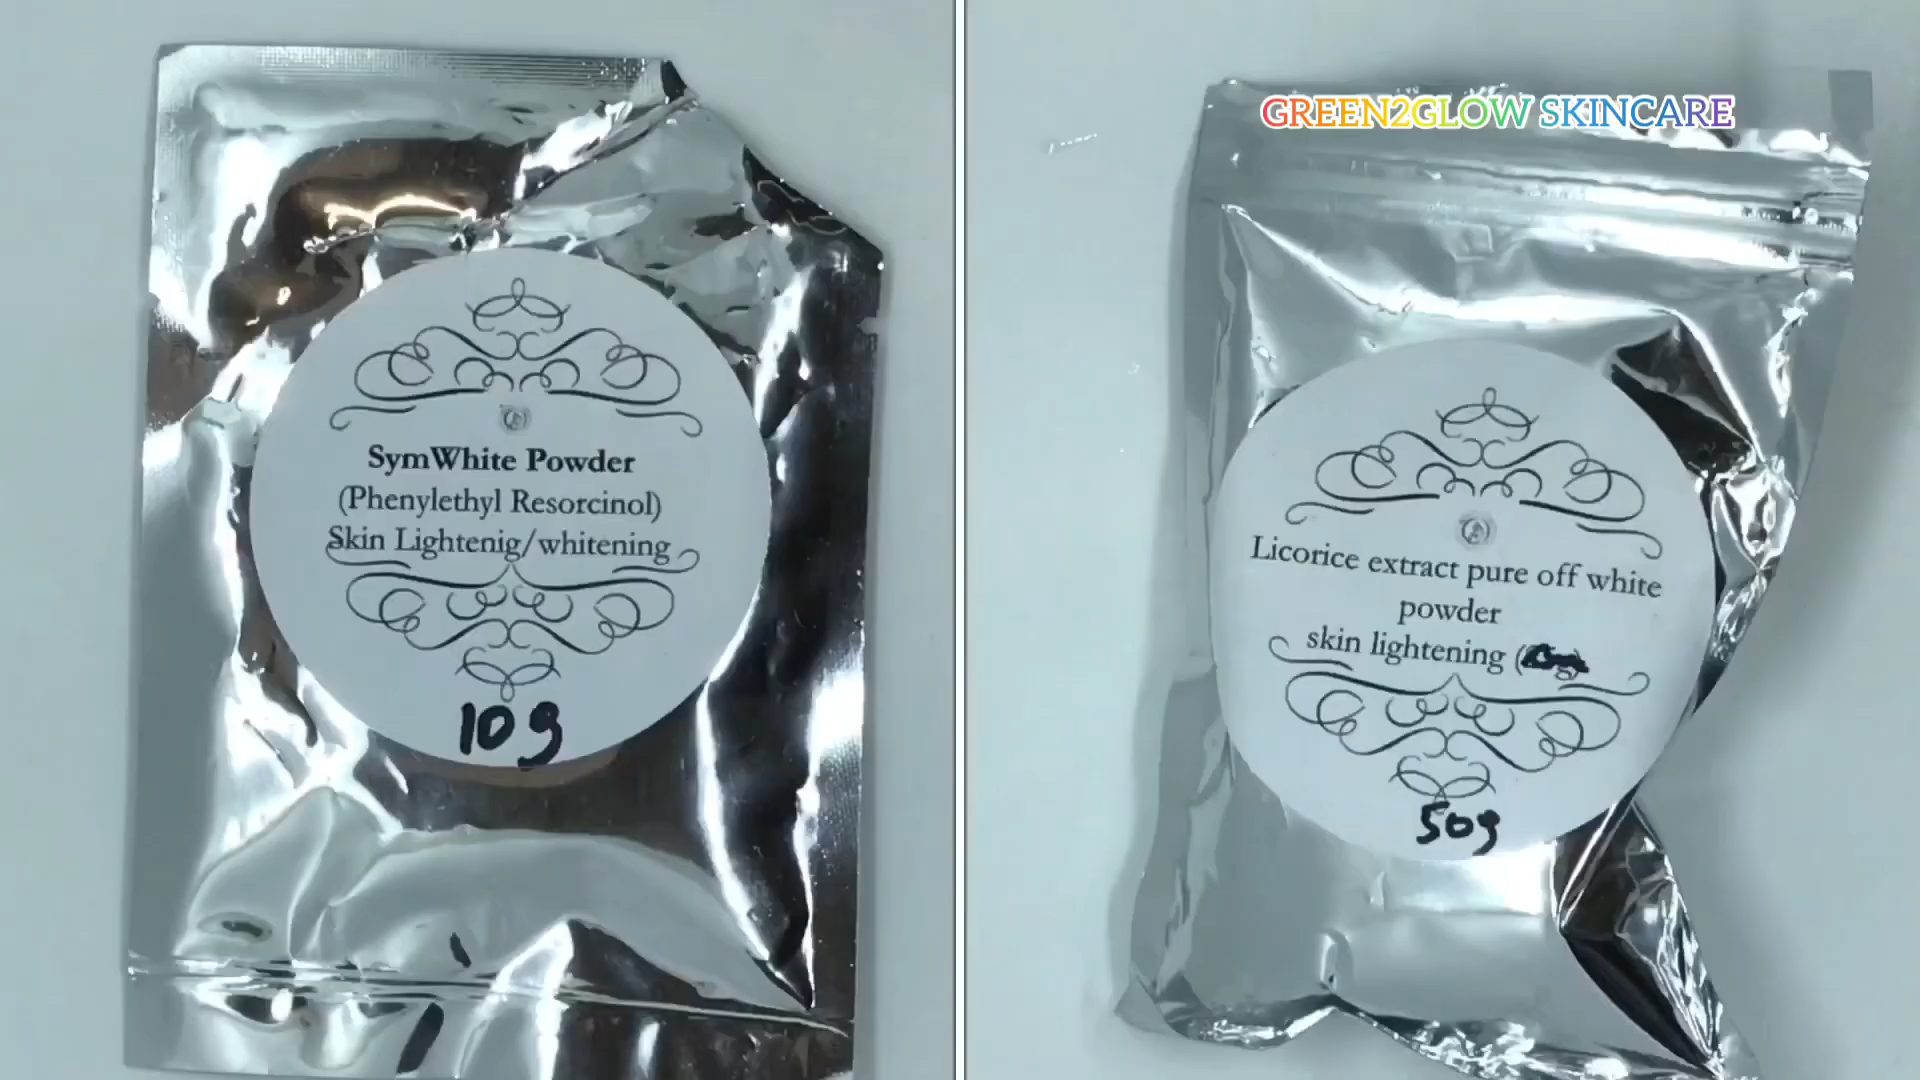 SymWhite Powder
(Phenylethyl Resorcinol)
Skin Lightenig/whitening
10g
GREEN2GLOW SKINCARE
Licorice extract pure off white
powder
skin lightening (
50g